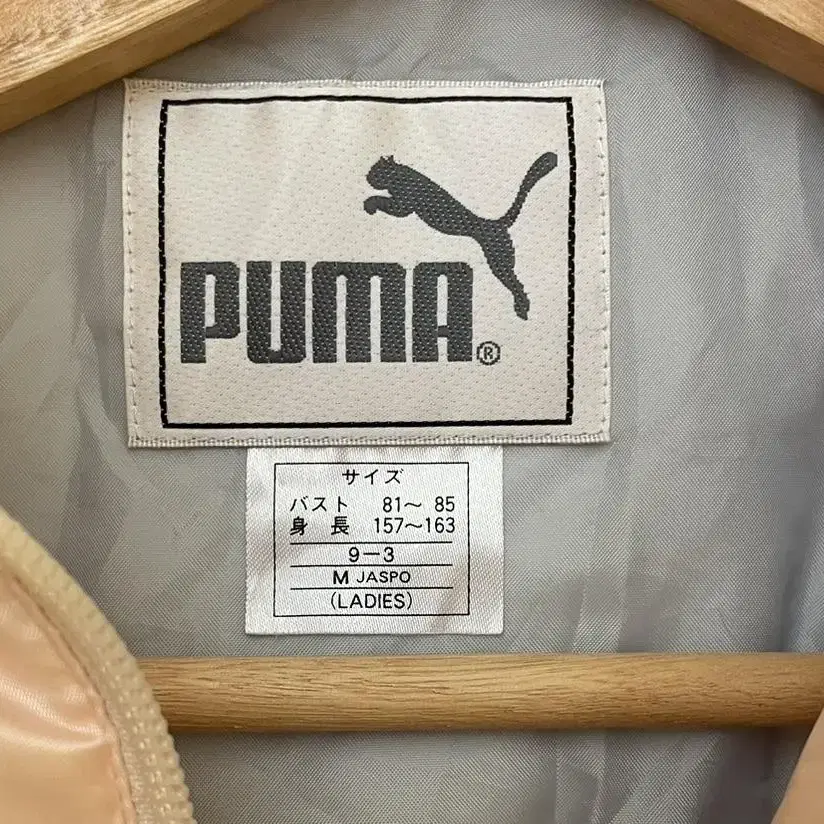 PUMA®
サイズ
バスト 81〜 85
身 長 157〜163
9−3
M JASPO
(LADIES)